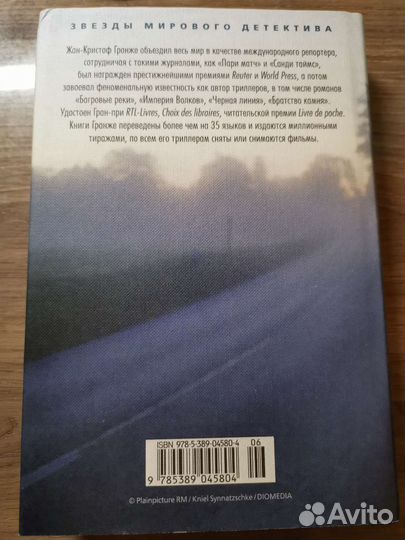 ЗВЕЗДЫ МИРОВОГО ДЕТЕКТИВА
Жан-Кристоф Гранже объездил весь мир в качестве международного репортера,
сотрудничая с такими журналами, как «Пари матч» и «Санди таймс»,
был награжден престижнейшими премиями Reuter и World Press, а потом
завоевал феноменальную известность как автор триллеров, в том числе романов
«Багровые реки», «Империя Волков», «Черная линия», «Братство камня».
Удостоен Гран-при RTL-Livres, Choix des libraires, читательской премии Livre de poche.
Книги Гранже переведены более чем на 35 языков и издаются миллионными
тиражами, по всем его триллерам сняты или снимаются фильмы.
ISBN 978-5-389-04580-4
06
9 785389 045804
© Plainpicture RM / Kniel Synnatzschke / DIOMEDIA
Avito